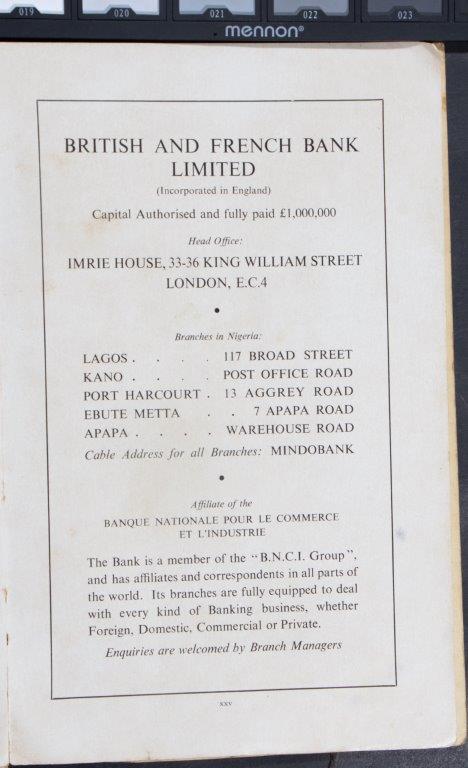 019 020 021 022 023
mennon®
BRITISH AND FRENCH BANK
LIMITED
(Incorporated in England)
Capital Authorised and fully paid £1,000,000
Head Office:
IMRIE HOUSE, 33-36 KING WILLIAM STREET
LONDON, E.C.4
Branches in Nigeria:
LAGOS . . . . 117 BROAD STREET
KANO . . . . POST OFFICE ROAD
PORT HARCOURT . 13 AGGREY ROAD
EBUTE METTA . . 7 APAPA ROAD
APAPA . . . . WAREHOUSE ROAD
Cable Address for all Branches: MINDOBANK
Affiliate of the
BANQUE NATIONALE POUR LE COMMERCE
ET L'INDUSTRIE
The Bank is a member of the "B.N.C.I. Group",
and has affiliates and correspondents in all parts of
the world. Its branches are fully equipped to deal
with every kind of Banking business, whether
Foreign, Domestic, Commercial or Private.
Enquiries are welcomed by Branch Managers
xxv